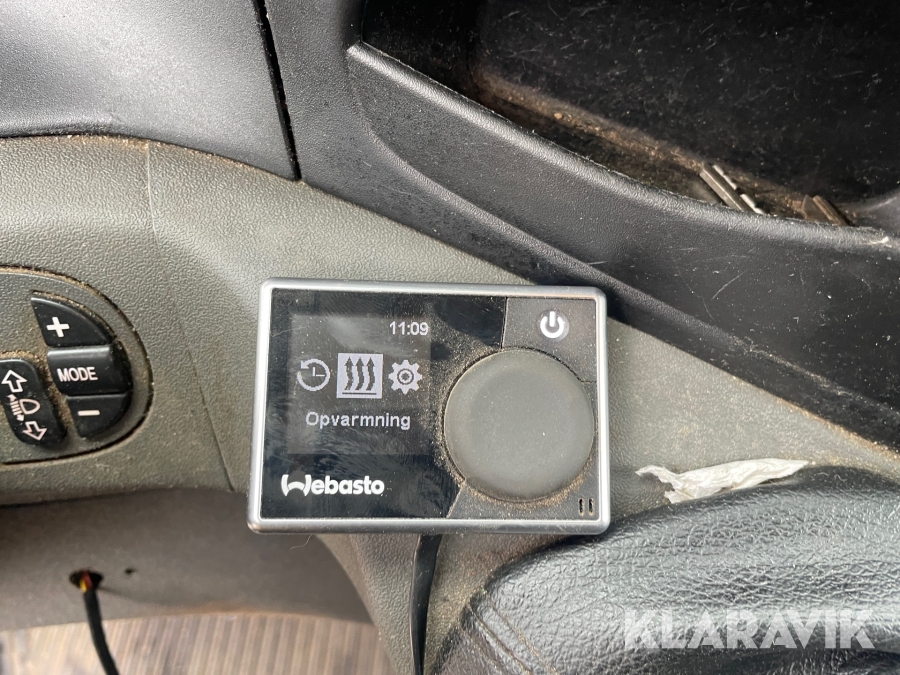 +
MODE
-
11:09
Opvarmning
Webasto
KLARAVIK